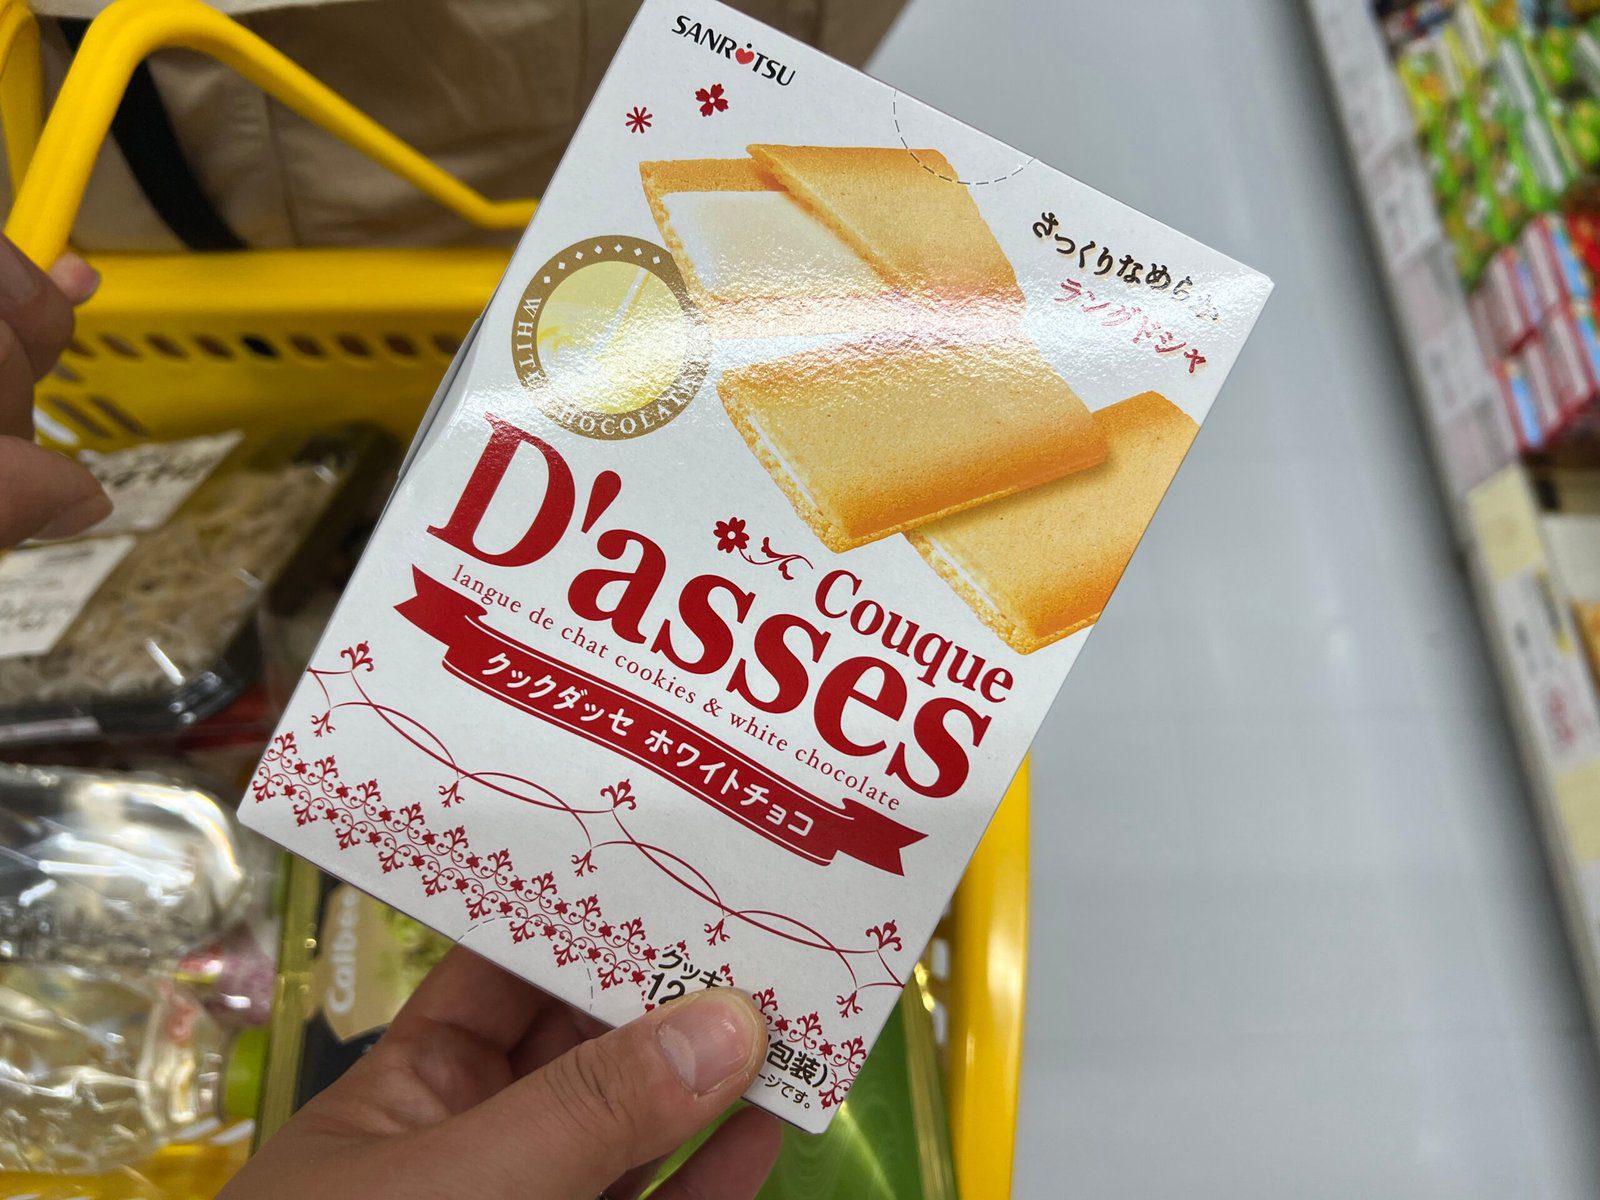 SANRITSU
さっくりなめらか
ラングドシャ
WHITE CHOCOLATE
Couque
D'asses
langue de chat cookies & white chocolate
クックダッセ ホワイトチョコ
クッキ
12
包装)
ージです。
Calbee